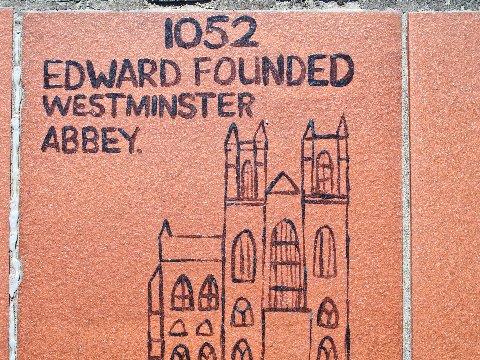 1052
EDWARD FOUNDED
WESTMINSTER
ABBEY.